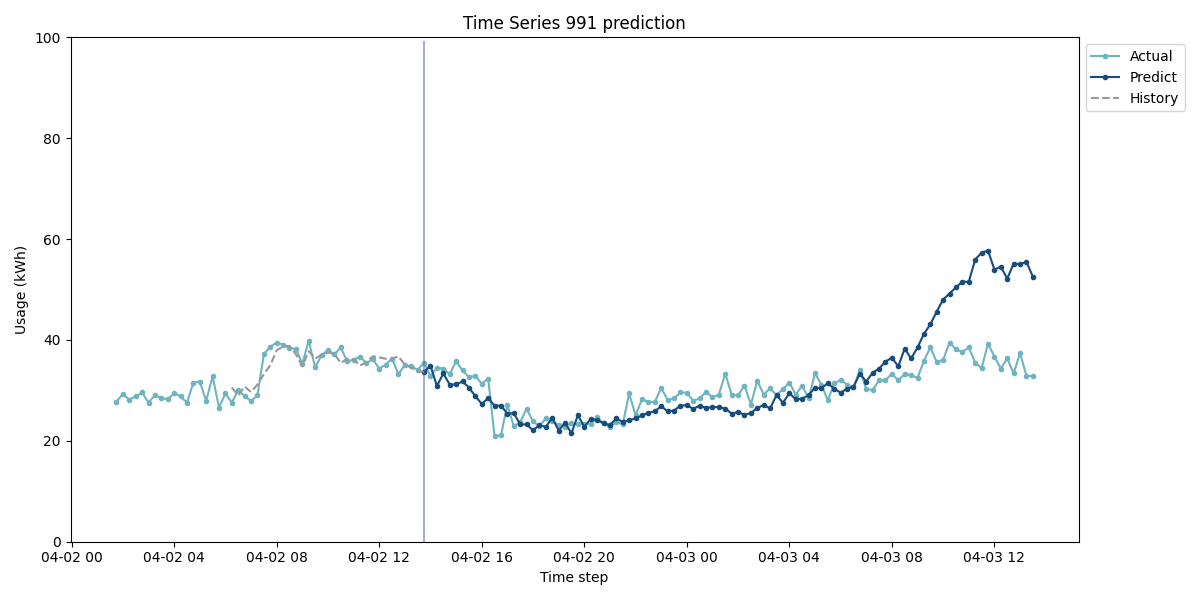 Time Series 991 prediction
Usage (kWh)
100
80
60
40
20
0
04-02 00 04-02 04 04-02 08 04-02 12 04-02 16 04-02 20 04-03 00 04-03 04 04-03 08 04-03 12
Time step
Actual
Predict
History